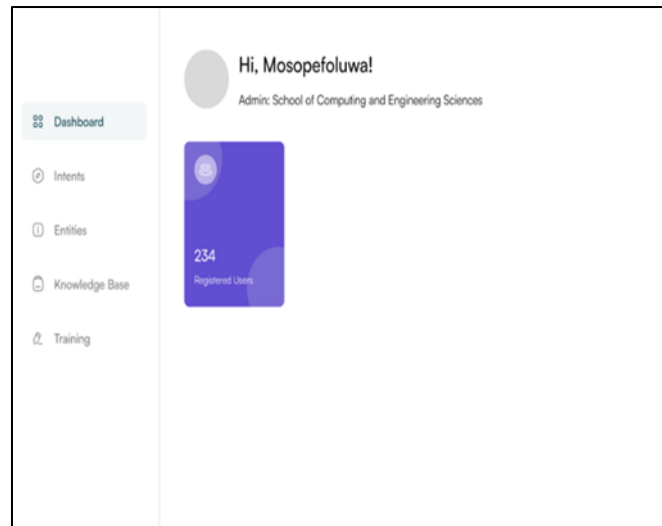 Hi, Mosopefoluwa!
Admin: School of Computing and Engineering Sciences
Dashboard
Intents
Entities
Knowledge Base
Training
234
Registered Users